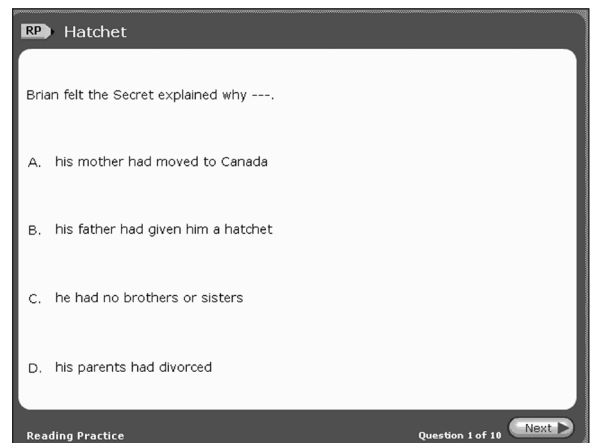 RP Hatchet
Brian felt the Secret explained why ---.
A. his mother had moved to Canada
B. his father had given him a hatchet
C. he had no brothers or sisters
D. his parents had divorced
Reading Practice Question 1 of 10 Next